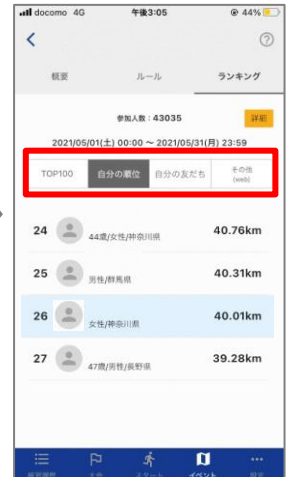 docomo 4G 午後3:05 44%
概要 ルール ランキング
参加人数：43035 詳細
2021/05/01(土) 00:00 ～ 2021/05/31(月) 23:59
TOP100 自分の順位 自分の友だち その他
(web)
24 44歳/女性/神奈川県 40.76km
25 男性/群馬県 40.31km
26 女性/神奈川県 40.01km
27 47歳/男性/長野県 39.28km
スタート イベント